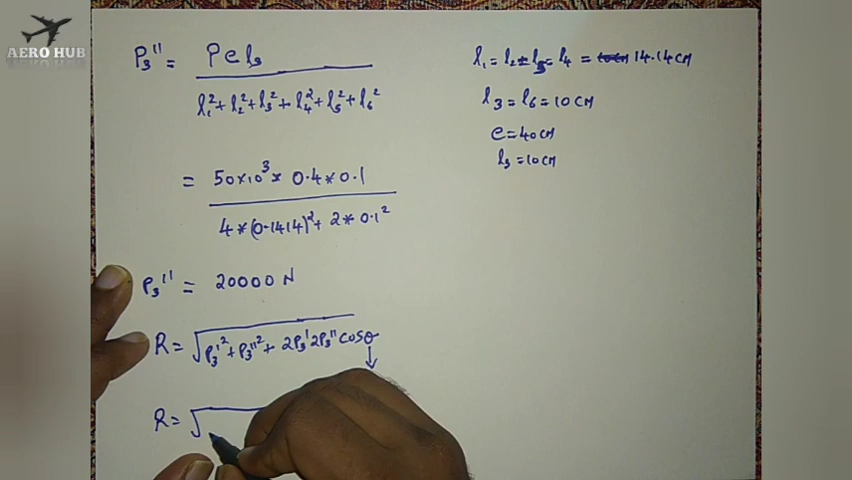 AERO HUB
P₃'' = P e l₃
l₁² + l₂² + l₃² + l₄² + l₅² + l₆²
= 50×10³ * 0.4 * 0.1
4 * (0.1414)² + 2 * 0.1²
P₃'' = 20000 N
R = √P₃'² + P₃''² + 2P₃' 2P₃'' cosθ
R = √
l₁ = l₂ = l₅ = l₄ = 14.14 CM
l₃ = l₆ = 10 CM
e = 40 CM
l₃ = 10 CM